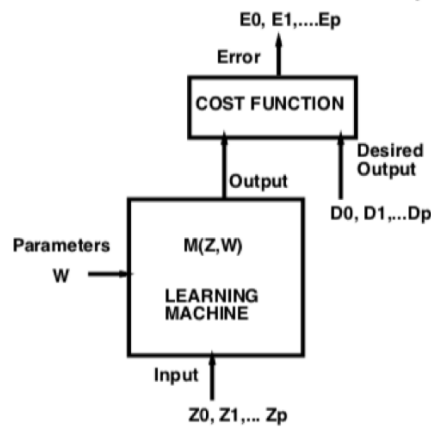 E0, E1,....Ep
Error
COST FUNCTION
Desired
Output
Output
D0, D1,...Dp
Parameters
W
M(Z,W)
LEARNING
MACHINE
Input
Z0, Z1,... Zp